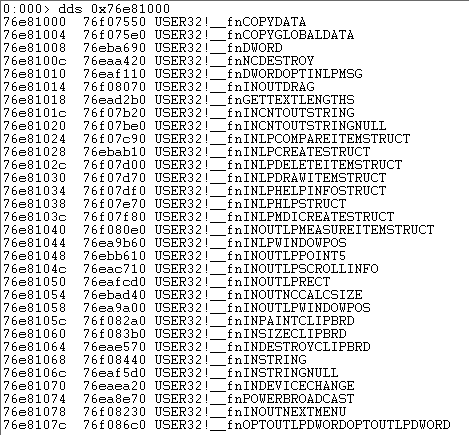 0:000> dds 0x76e81000
76e81000  76f07550 USER32!__fnCOPYDATA
76e81004  76f075e0 USER32!__fnCOPYGLOBALDATA
76e81008  76eba690 USER32!__fnDWORD
76e8100c  76eaa420 USER32!__fnNCDESTROY
76e81010  76eaf110 USER32!__fnDWORDOPTINLPMSG
76e81014  76f08070 USER32!__fnINOUTDRAG
76e81018  76ead2b0 USER32!__fnGETTEXTLENGTHS
76e8101c  76f07b20 USER32!__fnINCNTOUTSTRING
76e81020  76f07be0 USER32!__fnINCNTOUTSTRINGNULL
76e81024  76f07c90 USER32!__fnINLPCOMPAREITEMSTRUCT
76e81028  76ebab10 USER32!__fnINLPCREATESTRUCT
76e8102c  76f07d00 USER32!__fnINLPDELETEITEMSTRUCT
76e81030  76f07d70 USER32!__fnINLPDRAWITEMSTRUCT
76e81034  76f07df0 USER32!__fnINLPHELPINFOSTRUCT
76e81038  76f07e70 USER32!__fnINLPHLPSTRUCT
76e8103c  76f07f80 USER32!__fnINLPMDICREATESTRUCT
76e81040  76f080e0 USER32!__fnINOUTLPMEASUREITEMSTRUCT
76e81044  76ea9b60 USER32!__fnINLPWINDOWPOS
76e81048  76ebb610 USER32!__fnINOUTLPPOINT5
76e8104c  76eac710 USER32!__fnINOUTLPSCROLLINFO
76e81050  76eafcd0 USER32!__fnINOUTLPRECT
76e81054  76ebad40 USER32!__fnINOUTNCCALCSIZE
76e81058  76ea9a00 USER32!__fnINOUTLPWINDOWPOS
76e8105c  76f082a0 USER32!__fnINPAINTCLIPBRD
76e81060  76f083b0 USER32!__fnINSIZECLIPBRD
76e81064  76eae570 USER32!__fnINDESTROYCLIPBRD
76e81068  76f08440 USER32!__fnINSTRING
76e8106c  76eaf5d0 USER32!__fnINSTRINGNULL
76e81070  76eaea20 USER32!__fnINDEVICECHANGE
76e81074  76ea8e70 USER32!__fnPOWERBROADCAST
76e81078  76f08230 USER32!__fnINOUTNEXTMENU
76e8107c  76f086c0 USER32!__fnOPTOUTLPDWORDOPTOUTLPDWORD